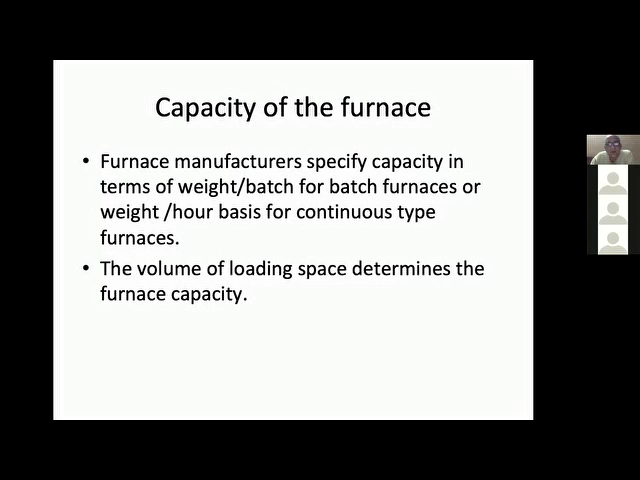 Capacity of the furnace
• Furnace manufacturers specify capacity in
terms of weight/batch for batch furnaces or
weight /hour basis for continuous type
furnaces.
• The volume of loading space determines the
furnace capacity.